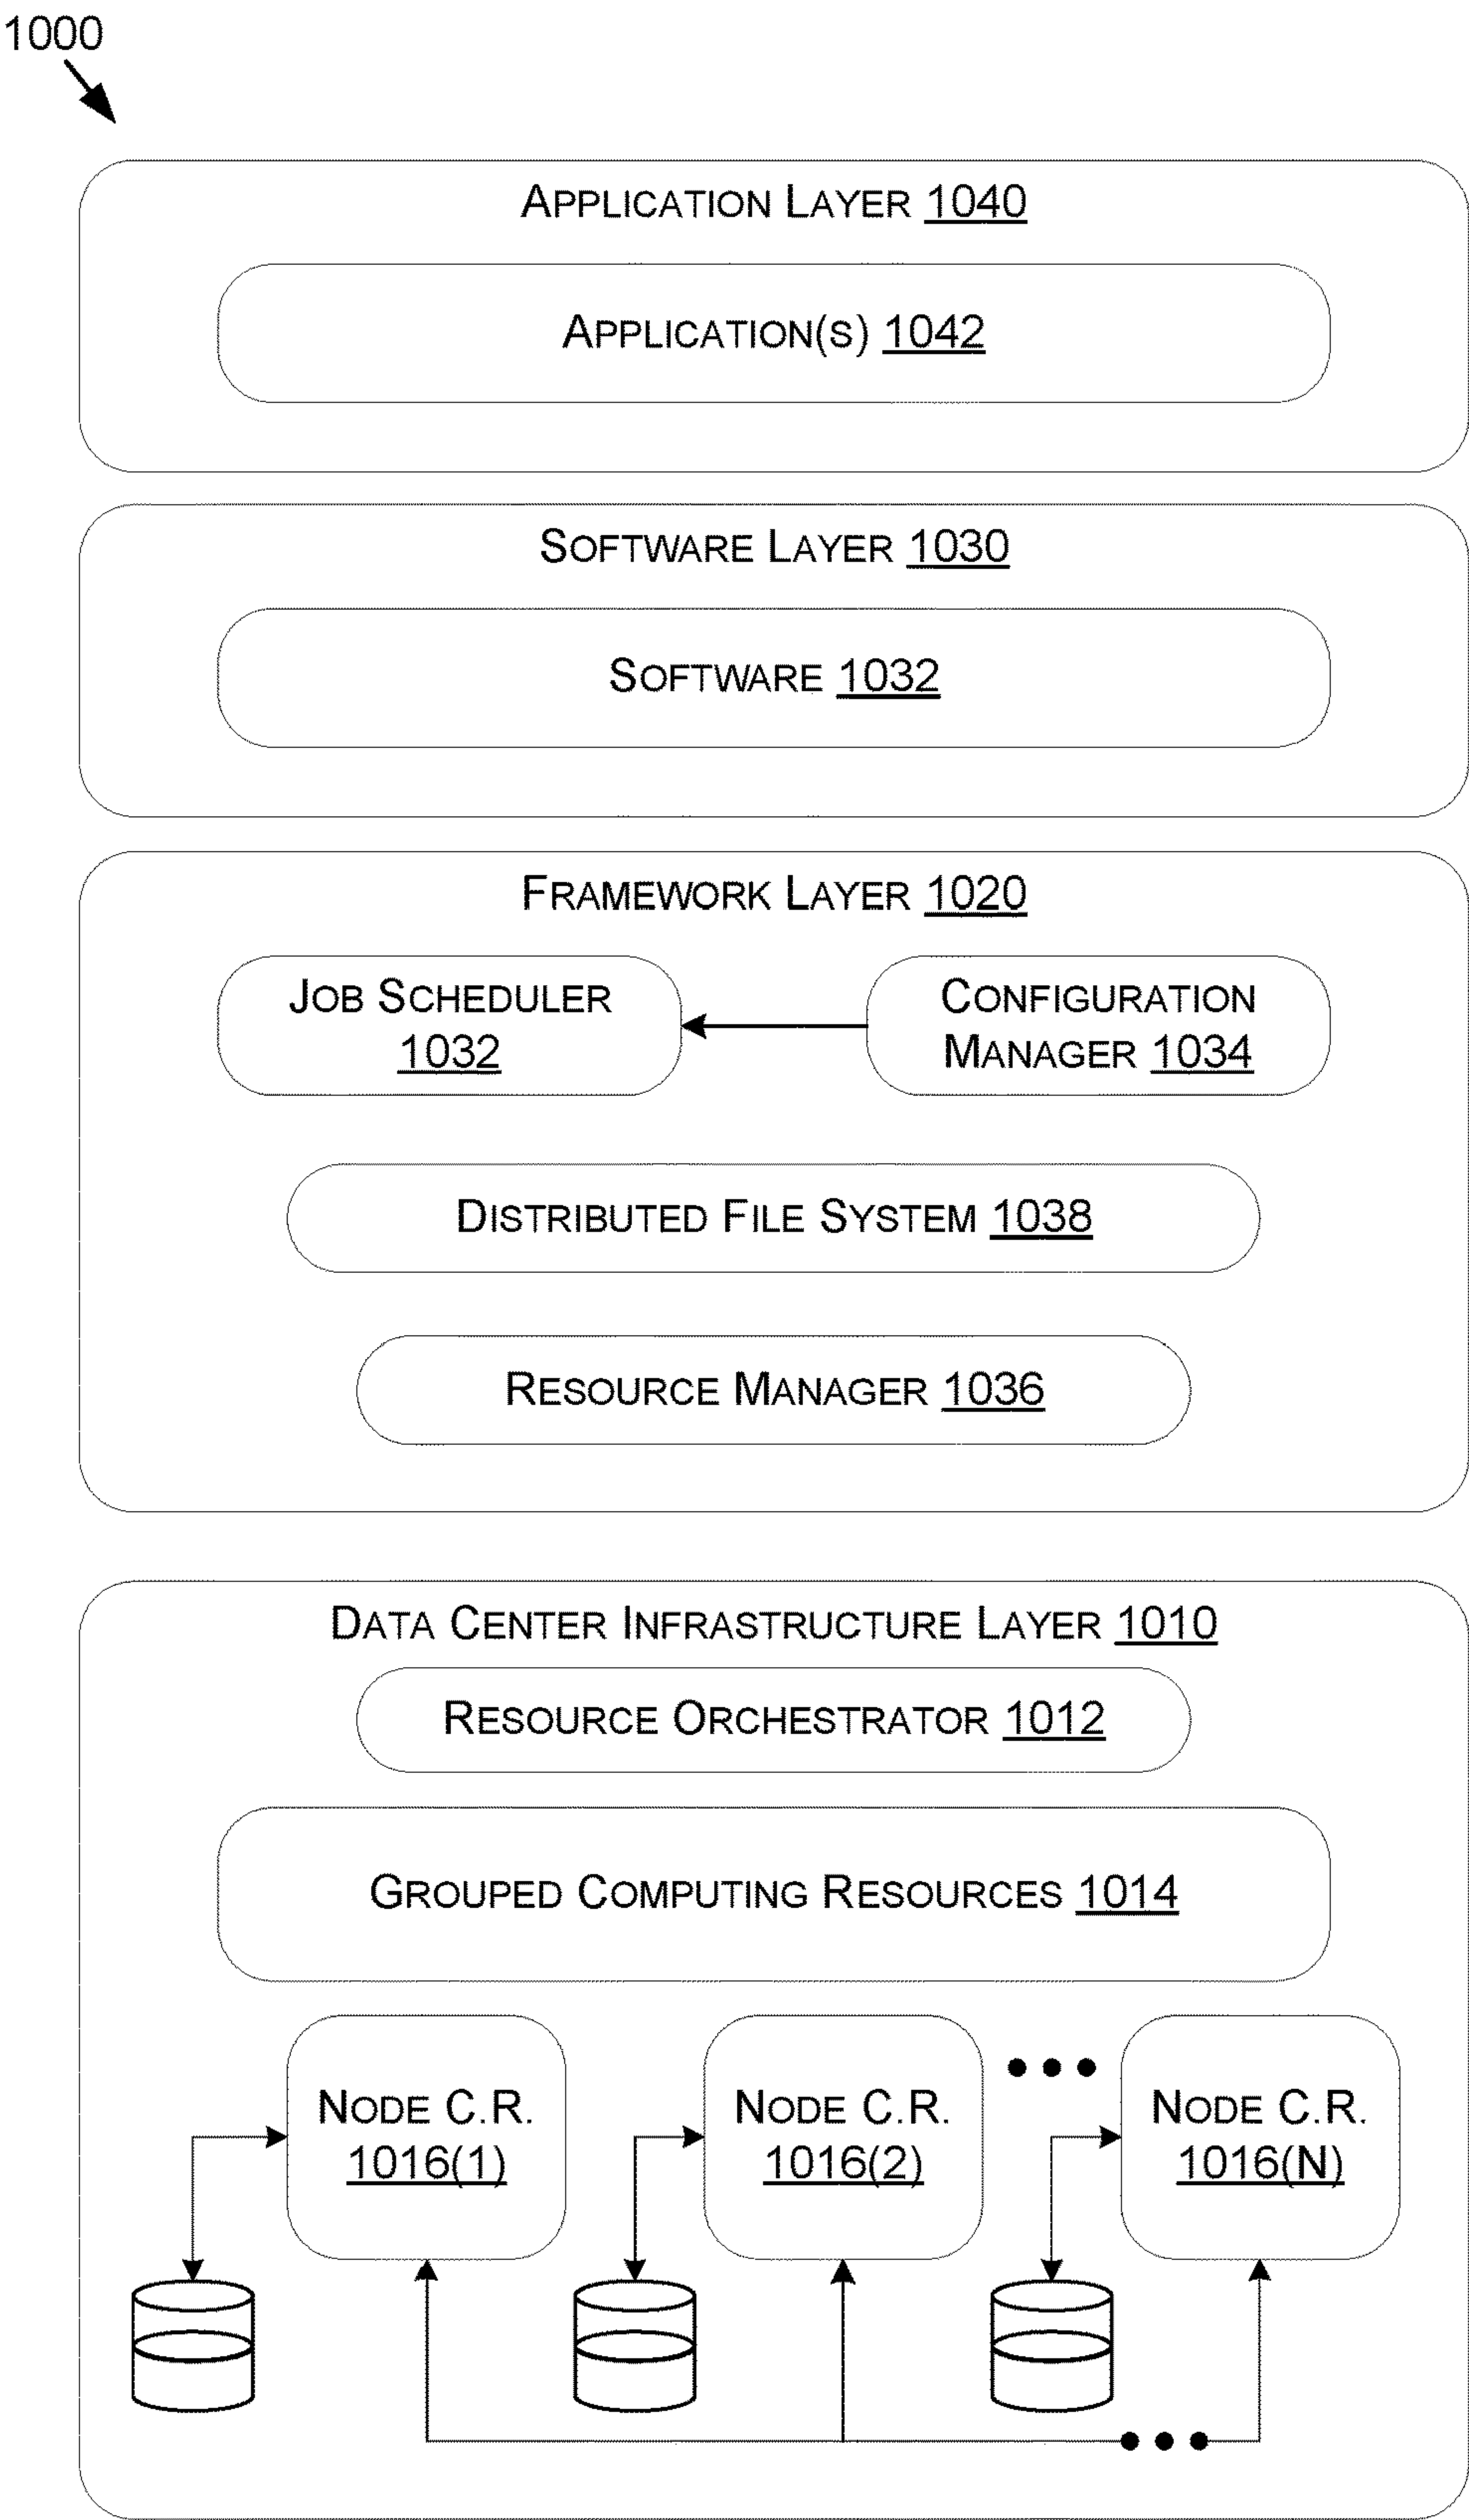 1000
APPLICATION LAYER 1040
APPLICATION(S) 1042
SOFTWARE LAYER 1030
SOFTWARE 1032
FRAMEWORK LAYER 1020
JOB SCHEDULER
1032
CONFIGURATION
MANAGER 1034
DISTRIBUTED FILE SYSTEM 1038
RESOURCE MANAGER 1036
DATA CENTER INFRASTRUCTURE LAYER 1010
RESOURCE ORCHESTRATOR 1012
GROUPED COMPUTING RESOURCES 1014
NODE C.R.
1016(1)
NODE C.R.
1016(2)
NODE C.R.
1016(N)